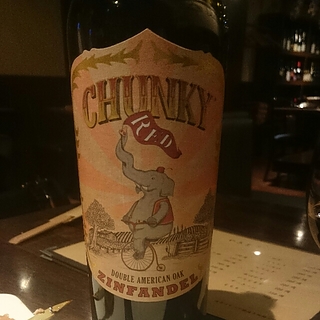 CHUNKY
RED
DOUBLE AMERICAN OAK
ZINFANDEL